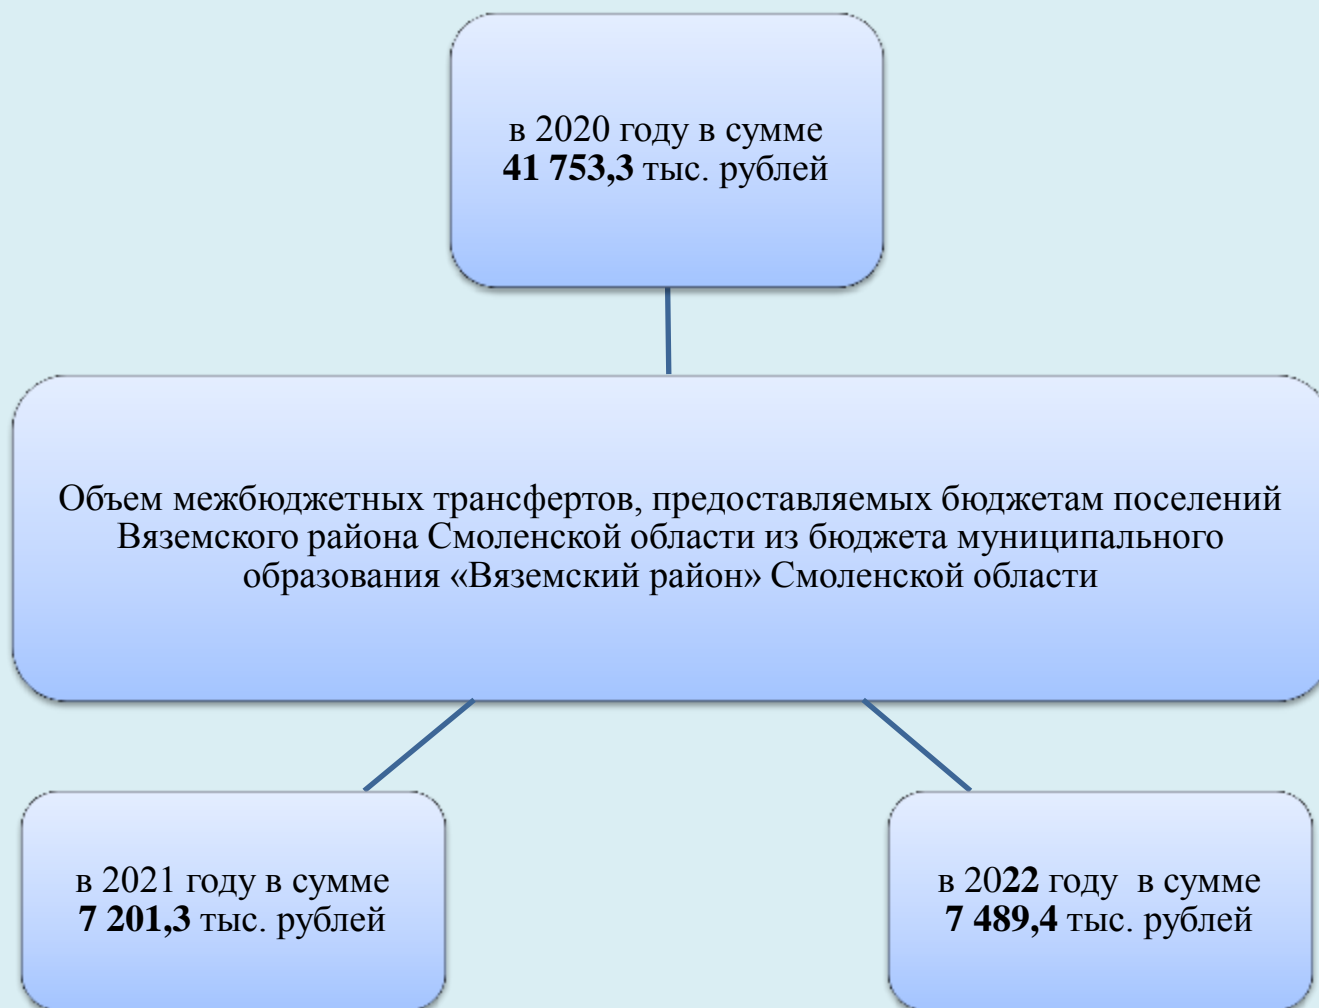 в 2020 году в сумме
41 753,3 тыс. рублей
Объем межбюджетных трансфертов, предоставляемых бюджетам поселений
Вяземского района Смоленской области из бюджета муниципального
образования «Вяземский район» Смоленской области
в 2021 году в сумме
7 201,3 тыс. рублей
в 2022 году в сумме
7 489,4 тыс. рублей